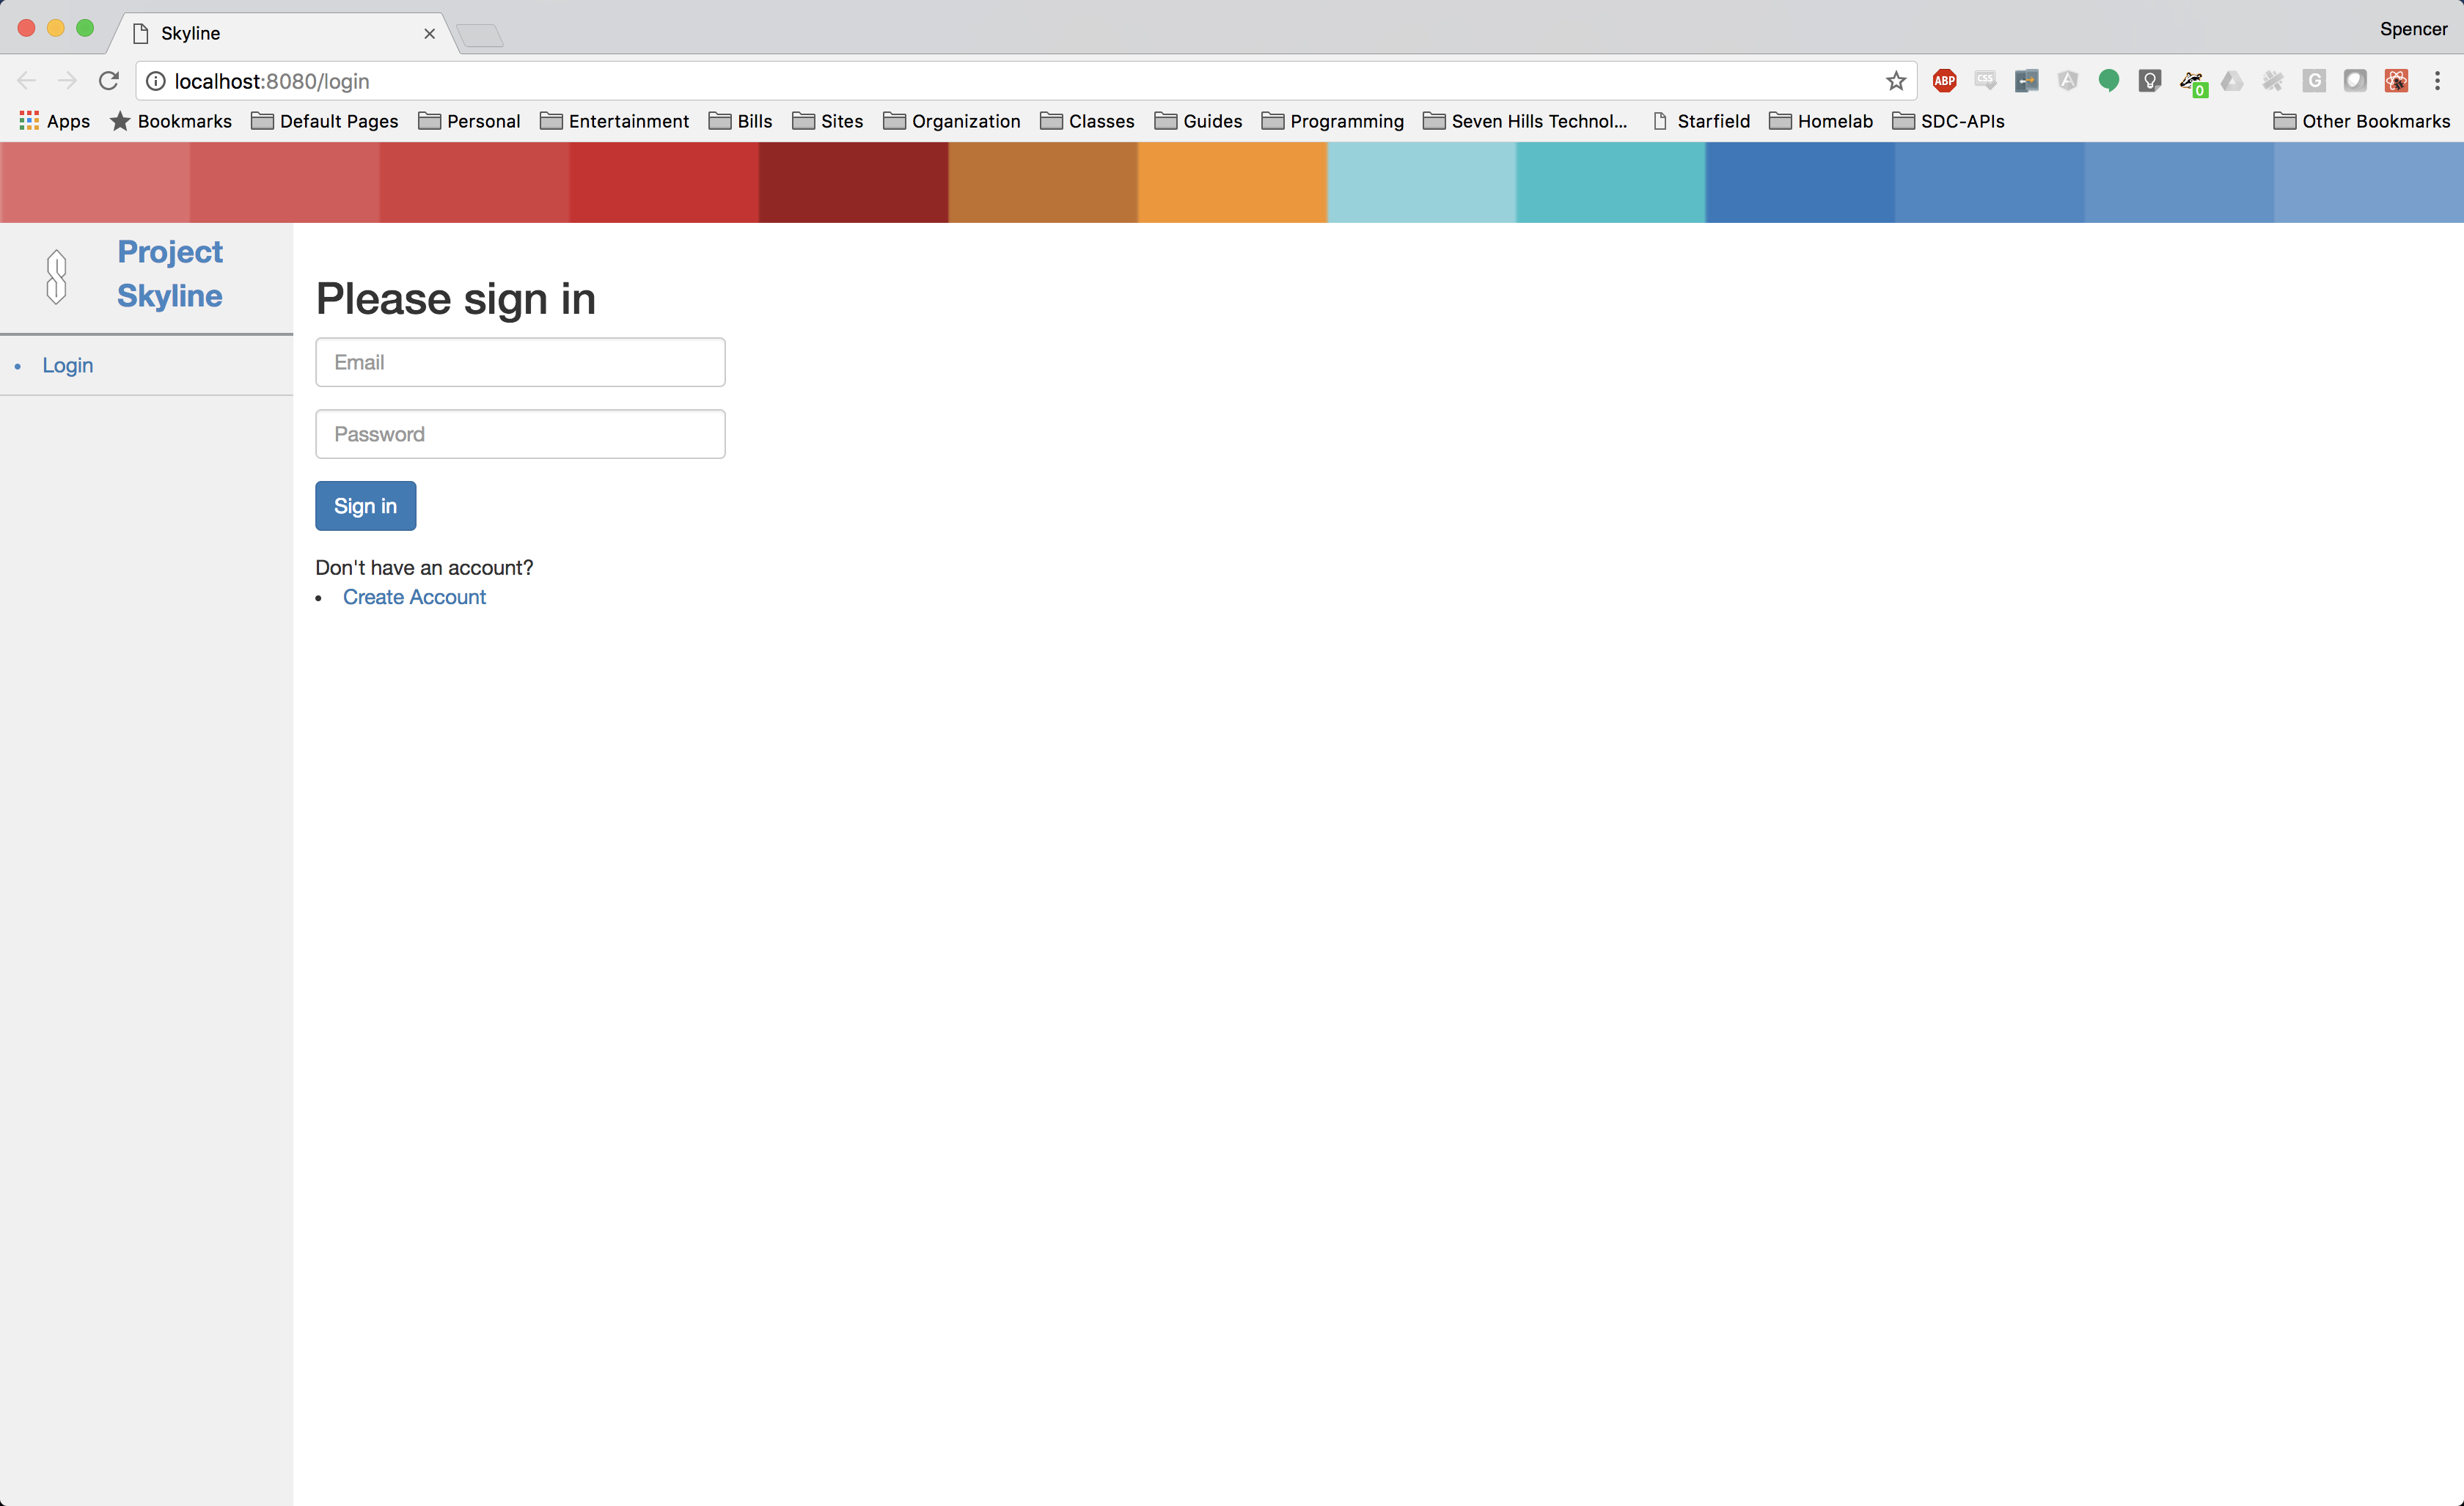 Skyline
Spencer
localhost:8080/login
ABP
CSS
A
0
G
Apps Bookmarks Default Pages Personal Entertainment Bills Sites Organization Classes Guides Programming Seven Hills Technol... Starfield Homelab SDC-APIs Other Bookmarks
Project
Skyline
Login
Please sign in
Email
Password
Sign in
Don't have an account?
• Create Account